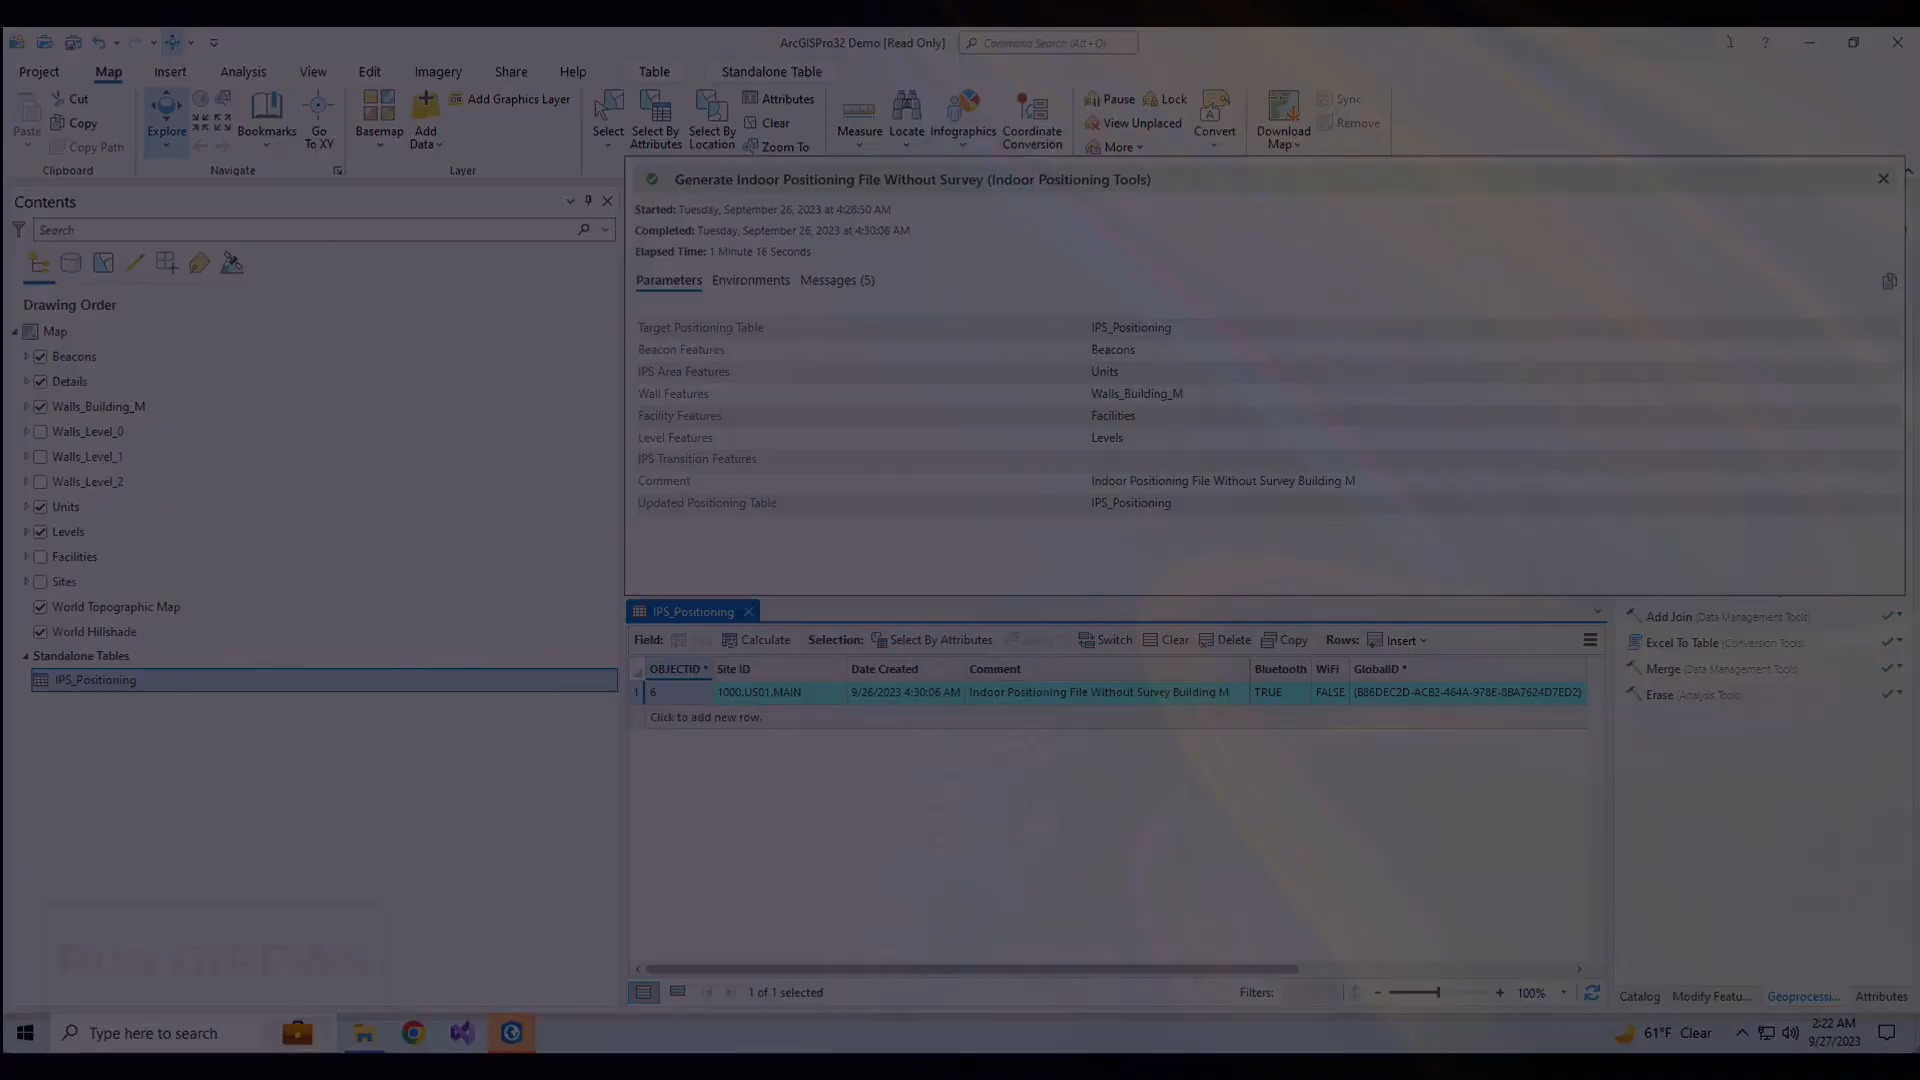 ArcGISPro32 Demo [Read Only]
Command Search (Alt+Q)
Project Map Insert Analysis View Edit Imagery Share Help Table Standalone Table
Paste
Cut
Copy
Copy Path
Clipboard
Explore
Bookmarks
Go To XY
Navigate
Basemap
Add Data
Add Graphics Layer
Layer
Select
Select By Attributes
Select By Location
Attributes
Clear
Zoom To
Measure
Locate
Infographics
Coordinate Conversion
Pause
Lock
View Unplaced
More
Convert
Download Map
Sync
Remove
Contents
Search
Drawing Order
Map
Beacons
Details
Walls_Building_M
Walls_Level_0
Walls_Level_1
Walls_Level_2
Units
Levels
Facilities
Sites
World Topographic Map
World Hillshade
Standalone Tables
IPS_Positioning
Generate Indoor Positioning File Without Survey (Indoor Positioning Tools)
Started: Tuesday, September 26, 2023 at 4:28:50 AM
Completed: Tuesday, September 26, 2023 at 4:30:06 AM
Elapsed Time: 1 Minute 16 Seconds
Parameters Environments Messages (5)
Target Positioning Table IPS_Positioning
Beacon Features Beacons
IPS Area Features Units
Wall Features Walls_Building_M
Facility Features Facilities
Level Features Levels
IPS Transition Features
Comment Indoor Positioning File Without Survey Building M
Updated Positioning Table IPS_Positioning
IPS_Positioning
Field: Calculate Selection: Select By Attributes Switch Clear Delete Copy Rows: Insert
OBJECTID * Site ID Date Created Comment Bluetooth WiFi GlobalID *
1 6 1000.US01.MAIN 9/26/2023 4:30:06 AM Indoor Positioning File Without Survey Building M TRUE FALSE {B86DEC2D-ACB2-464A-978E-8BA7624D7ED2}
Click to add new row.
1 of 1 selected
Filters:
100%
Add Join (Data Management Tools)
Excel To Table (Conversion Tools)
Merge (Data Management Tools)
Erase (Analysis Tools)
Catalog Modify Featu... Geoprocessi... Attributes
Run GIPFWS
Type here to search
61°F Clear
2:22 AM
9/27/2023